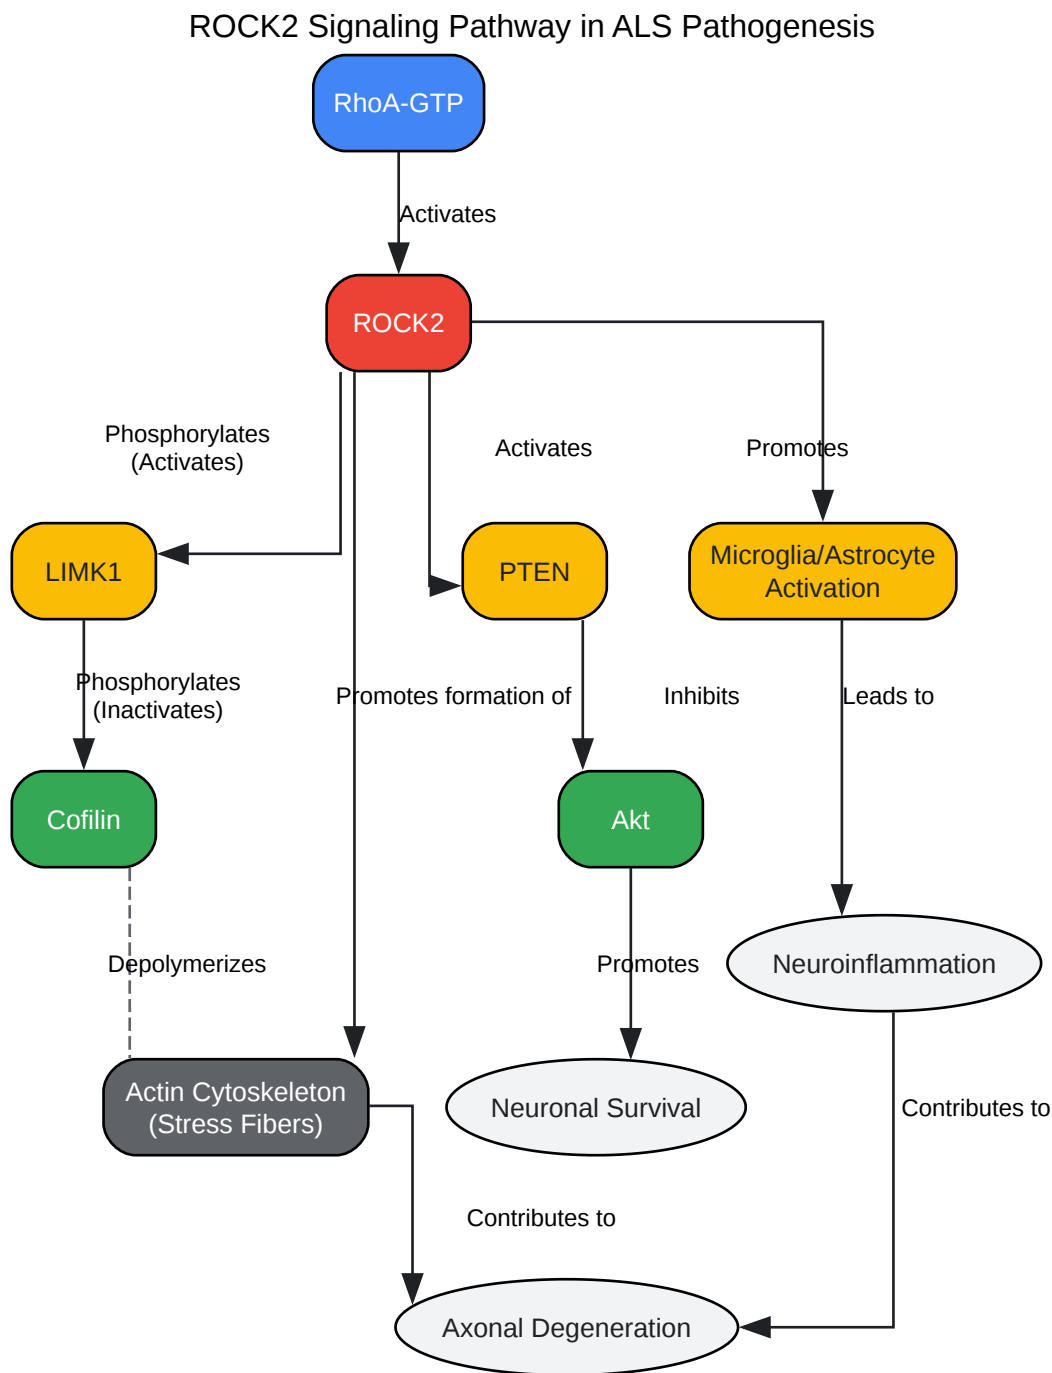 ROCK2 Signaling Pathway in ALS Pathogenesis
RhoA-GTP
Activates
ROCK2
Phosphorylates
(Activates)
Activates
Promotes
LIMK1
PTEN
Microglia/Astrocyte
Activation
Phosphorylates
(Inactivates)
Promotes formation of
Inhibits
Leads to
Cofilin
Akt
Depolymerizes
Promotes
Neuroinflammation
Actin Cytoskeleton
(Stress Fibers)
Neuronal Survival
Contributes to
Contributes to
Axonal Degeneration